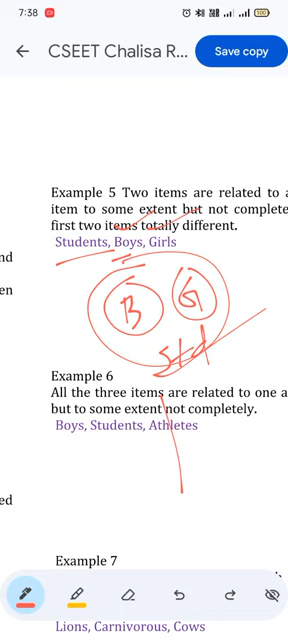 7:38
100
CSEET Chalisa R...
Save copy
Example 5 Two items are related to a
item to some extent but not complete
first two items totally different.
Students, Boys, Girls
nd
en
B
G
Std
Example 6
All the three items are related to one a
but to some extent not completely.
Boys, Students, Athletes
ed
Example 7
Lions, Carnivorous, Cows